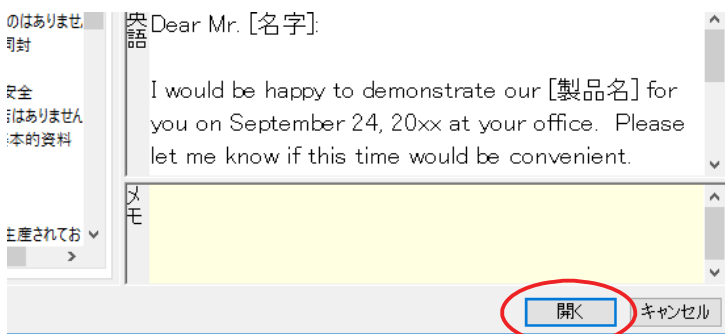 のはありませ
司封
安全
はありません
本的資料
生産されてお
英語
Dear Mr. [名字]:
I would be happy to demonstrate our [製品名] for
you on September 24, 20xx at your office.  Please
let me know if this time would be convenient.
メモ
開く
キャンセル